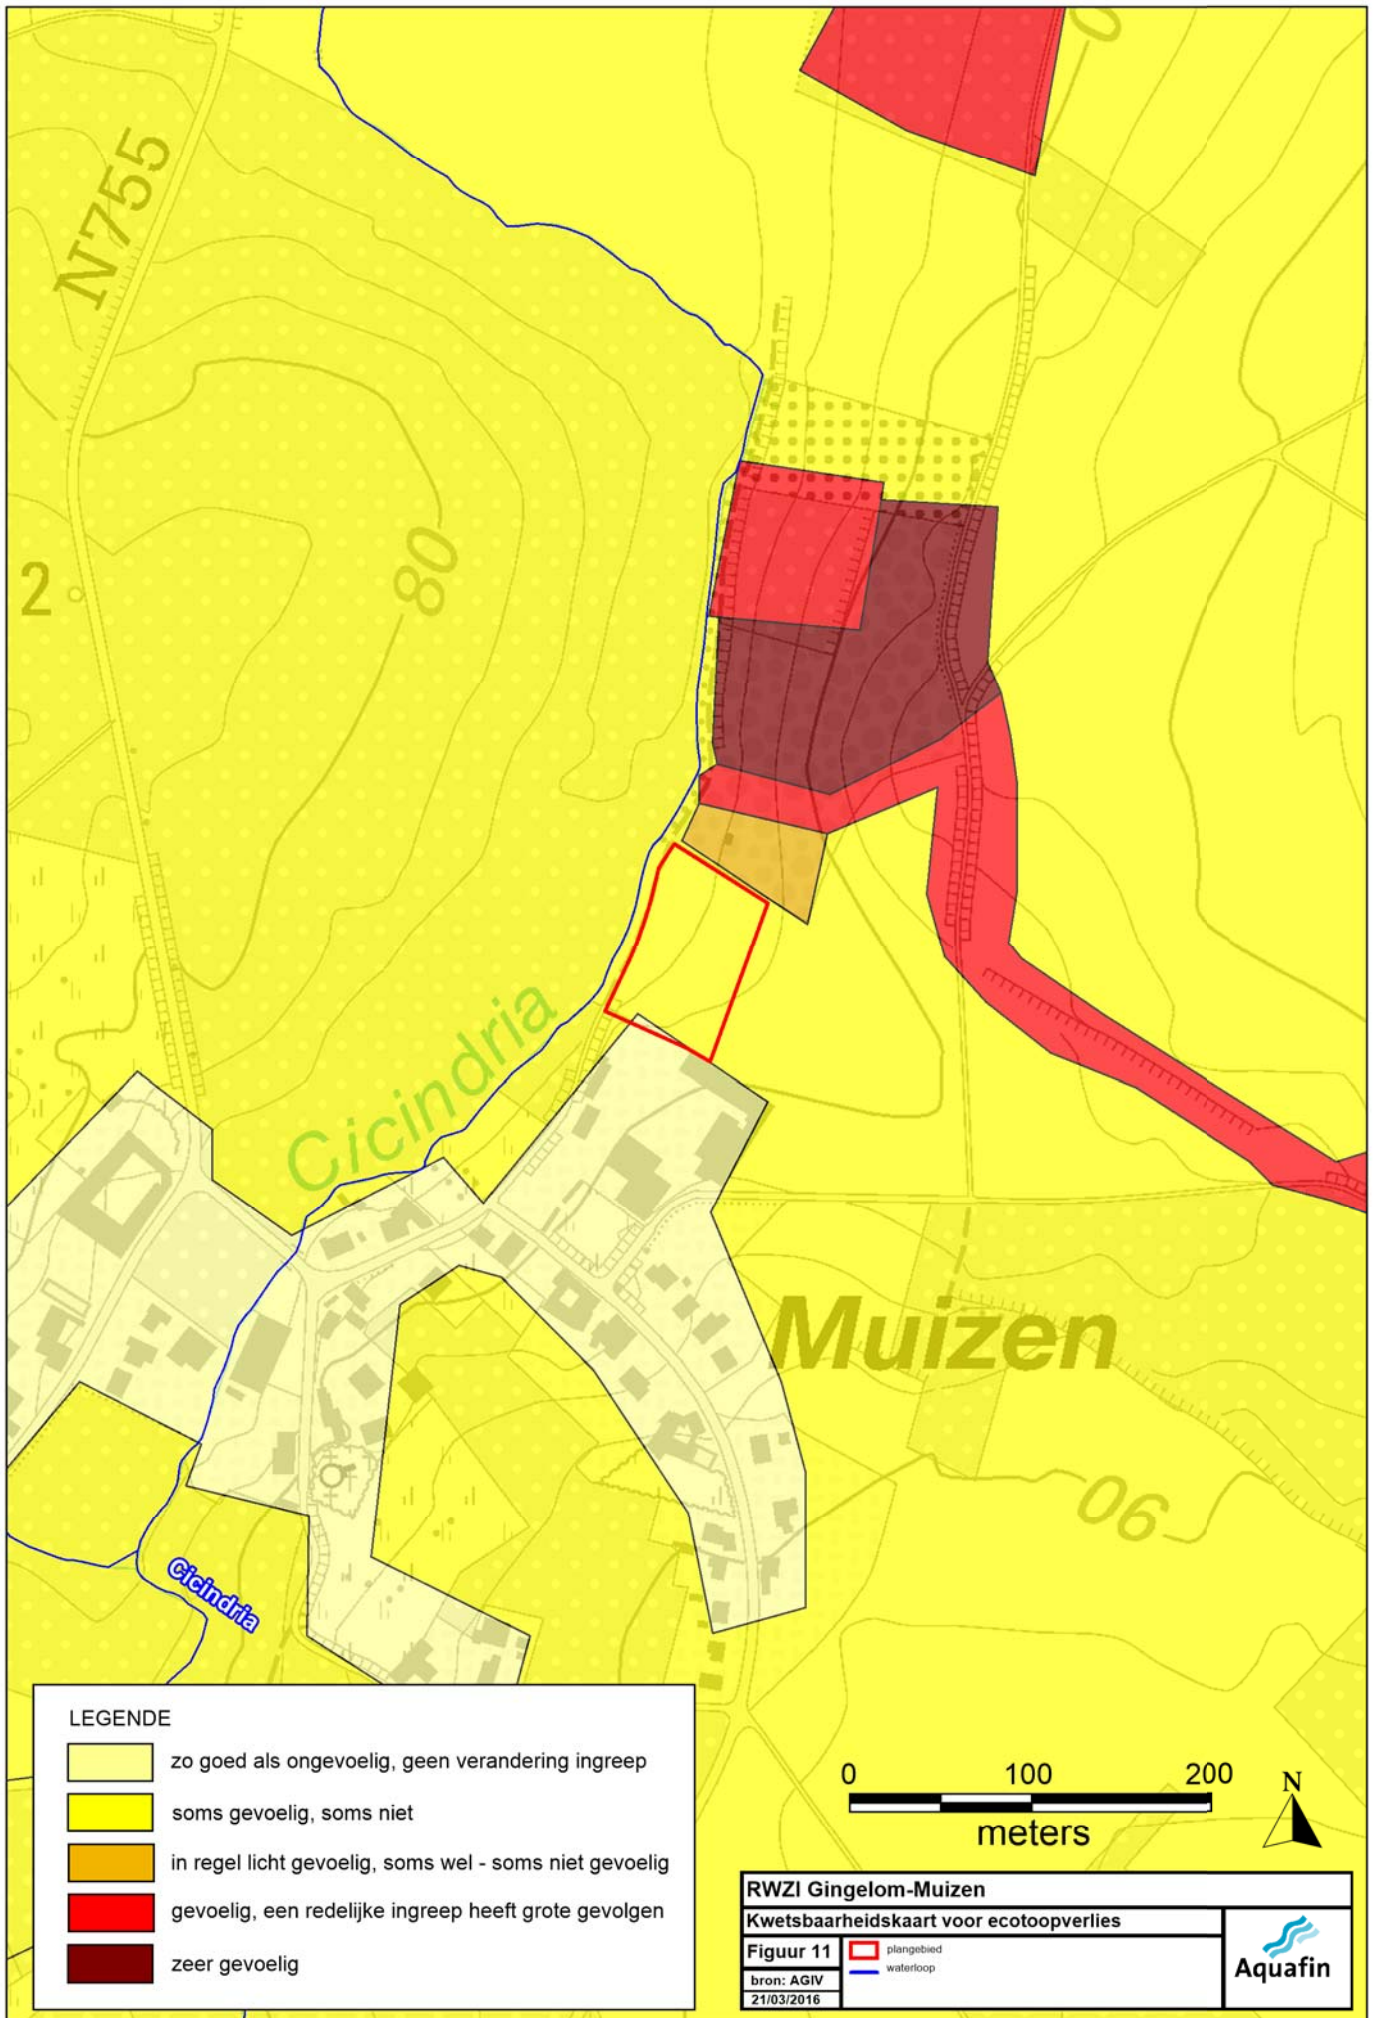 N755
0
2
80
Cicindria
Muizen
90
Cicindria
LEGENDE
zo goed als ongevoelig, geen verandering ingreep
soms gevoelig, soms niet
in regel licht gevoelig, soms wel - soms niet gevoelig
gevoelig, een redelijke ingreep heeft grote gevolgen
zeer gevoelig
0 100 200
meters
N
RWZI Gingelom-Muizen
Kwetsbaarheidskaart voor ecotoopverlies
Figuur 11
plangebied
waterloop
bron: AGIV
21/03/2016
Aquafin